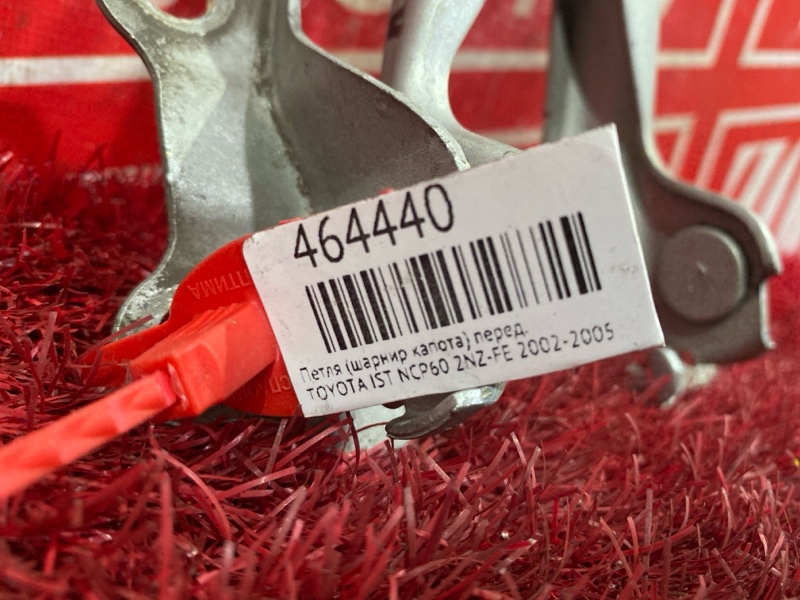 464440
Петля (шарнир капота) перед.
TOYOTA IST NCP60 2NZ-FE 2002-2005